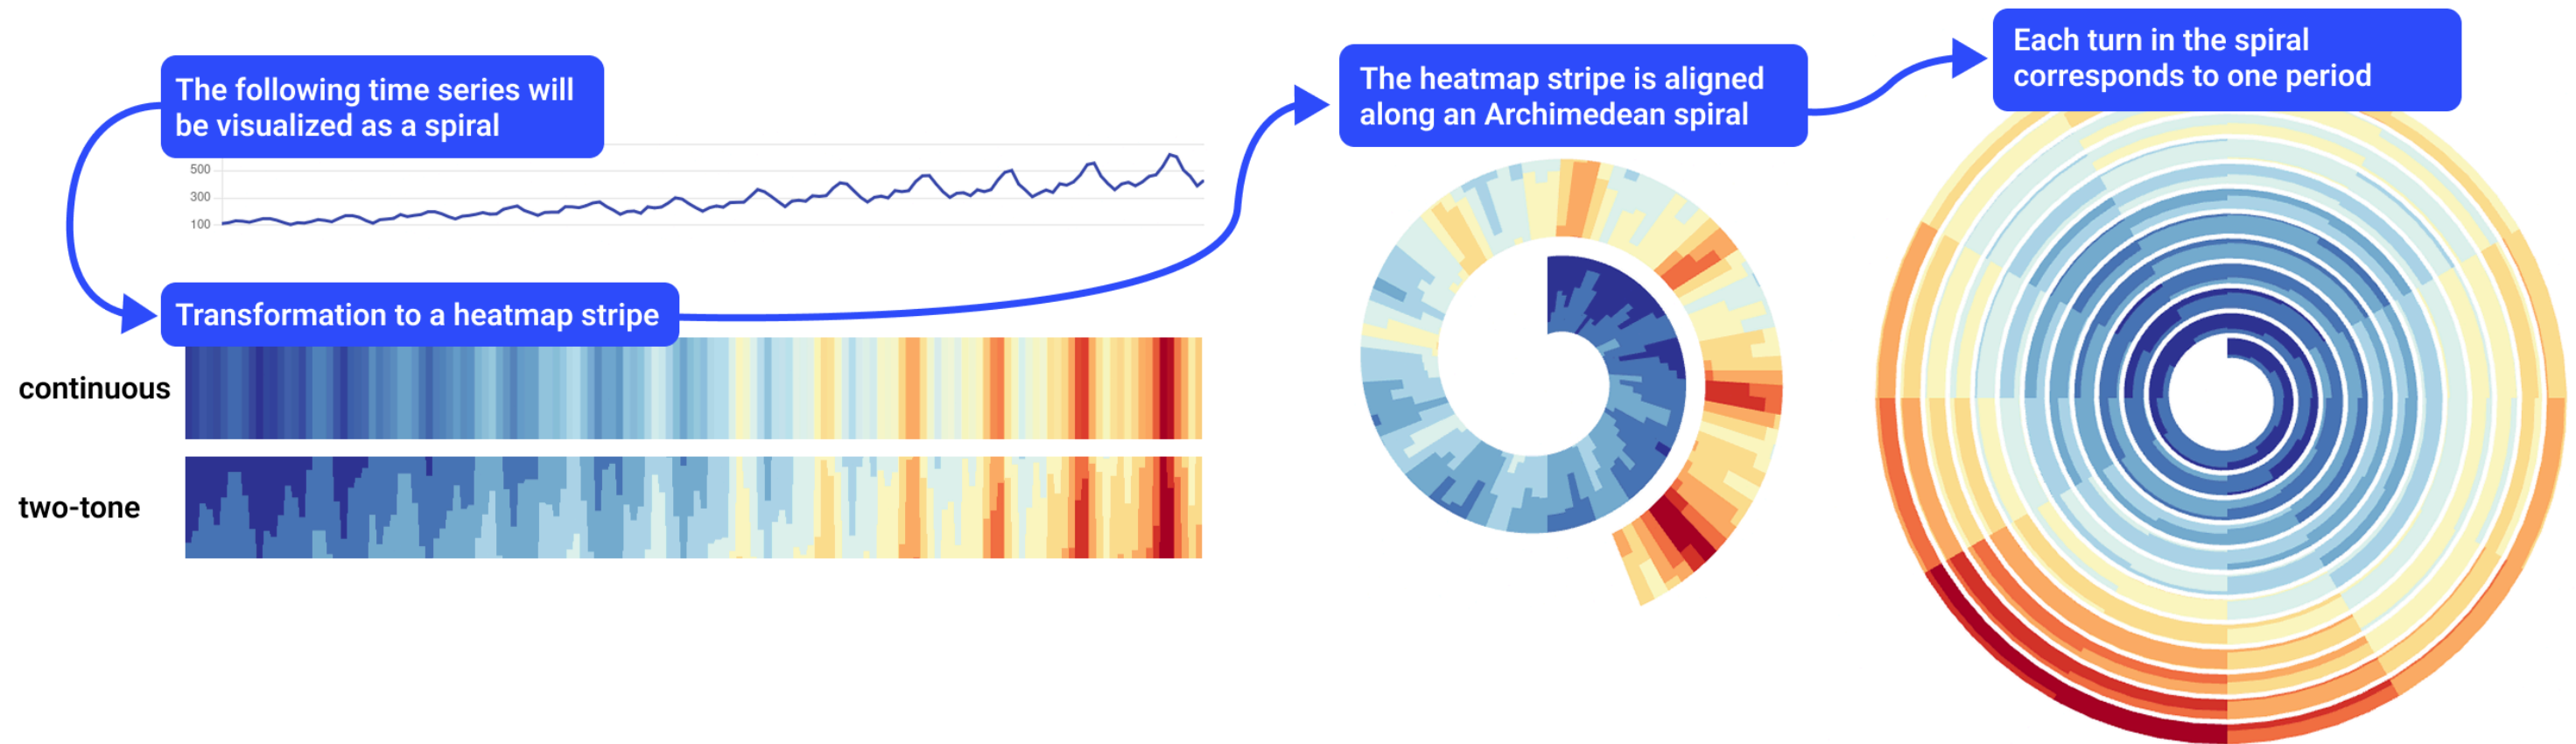 The following time series will
be visualized as a spiral
500
300
100
Transformation to a heatmap stripe
continuous
two-tone
The heatmap stripe is aligned
along an Archimedean spiral
Each turn in the spiral
corresponds to one period